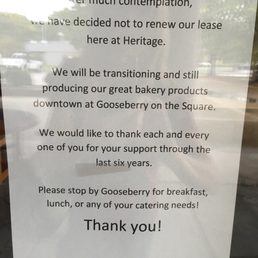 much contemplation,
we have decided not to renew our lease
here at Heritage.
We will be transitioning and still
producing our great bakery products
downtown at Gooseberry on the Square.
We would like to thank each and every
one of you for your support through the
last six years.
Please stop by Gooseberry for breakfast,
lunch, or any of your catering needs!
Thank you!